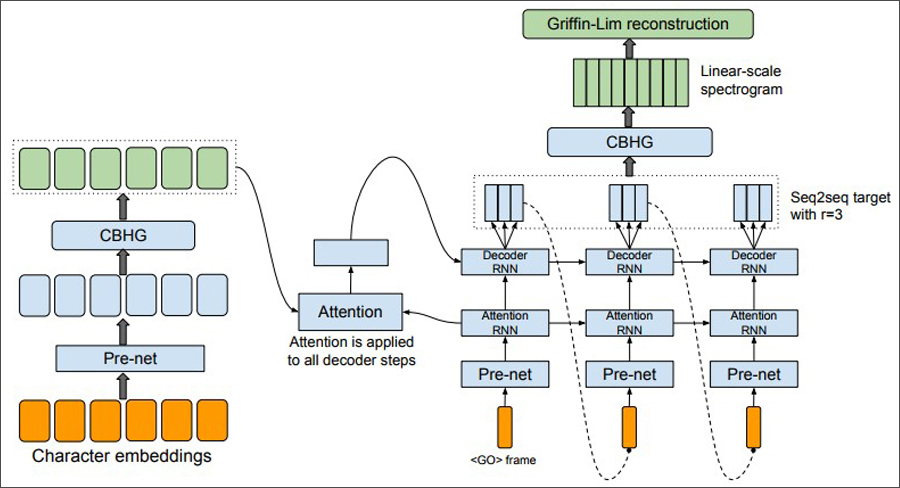 Griffin-Lim reconstruction
Linear-scale
spectrogram
CBHG
Seq2seq target
with r=3
CBHG
Decoder
RNN
Decoder
RNN
Decoder
RNN
Attention
Attention
RNN
Attention
RNN
Attention
RNN
Attention is applied
to all decoder steps
Pre-net
Pre-net
Pre-net
Pre-net
Character embeddings
<GO> frame